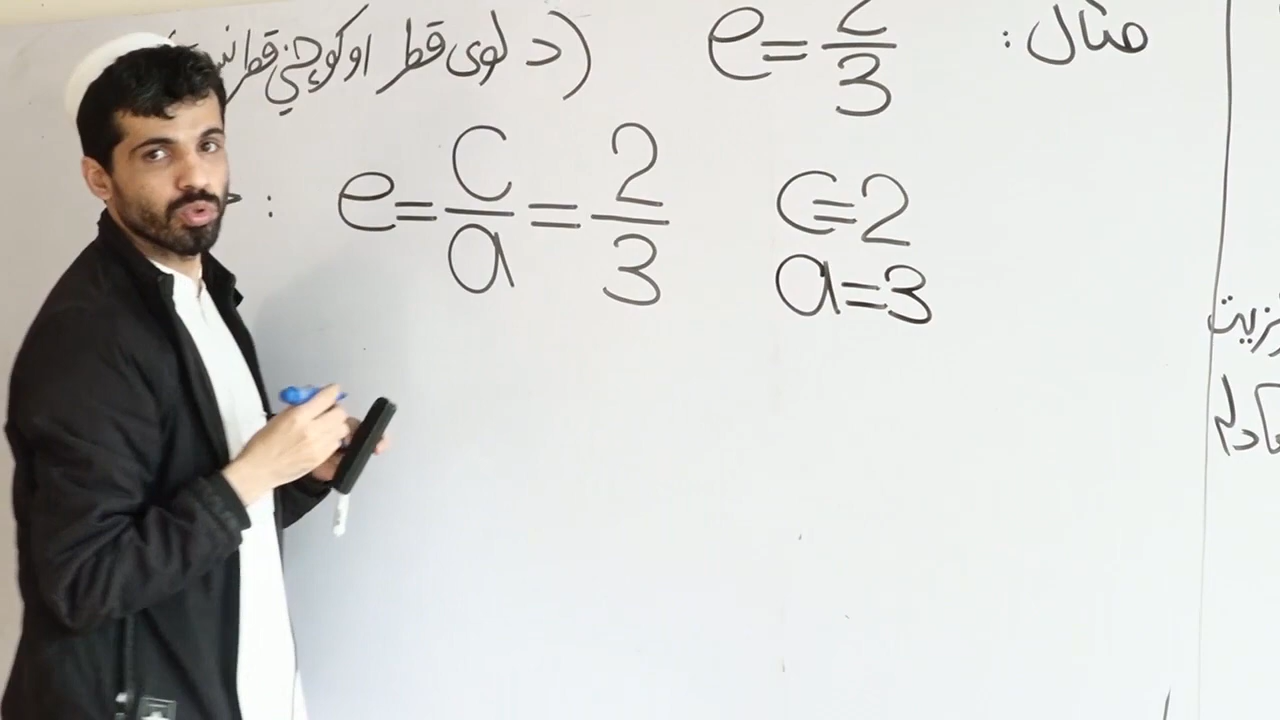 مثال : e = 2/3 (د لوی قطر او کوچني قطر
: e = c/a = 2/3
c=2
a=3